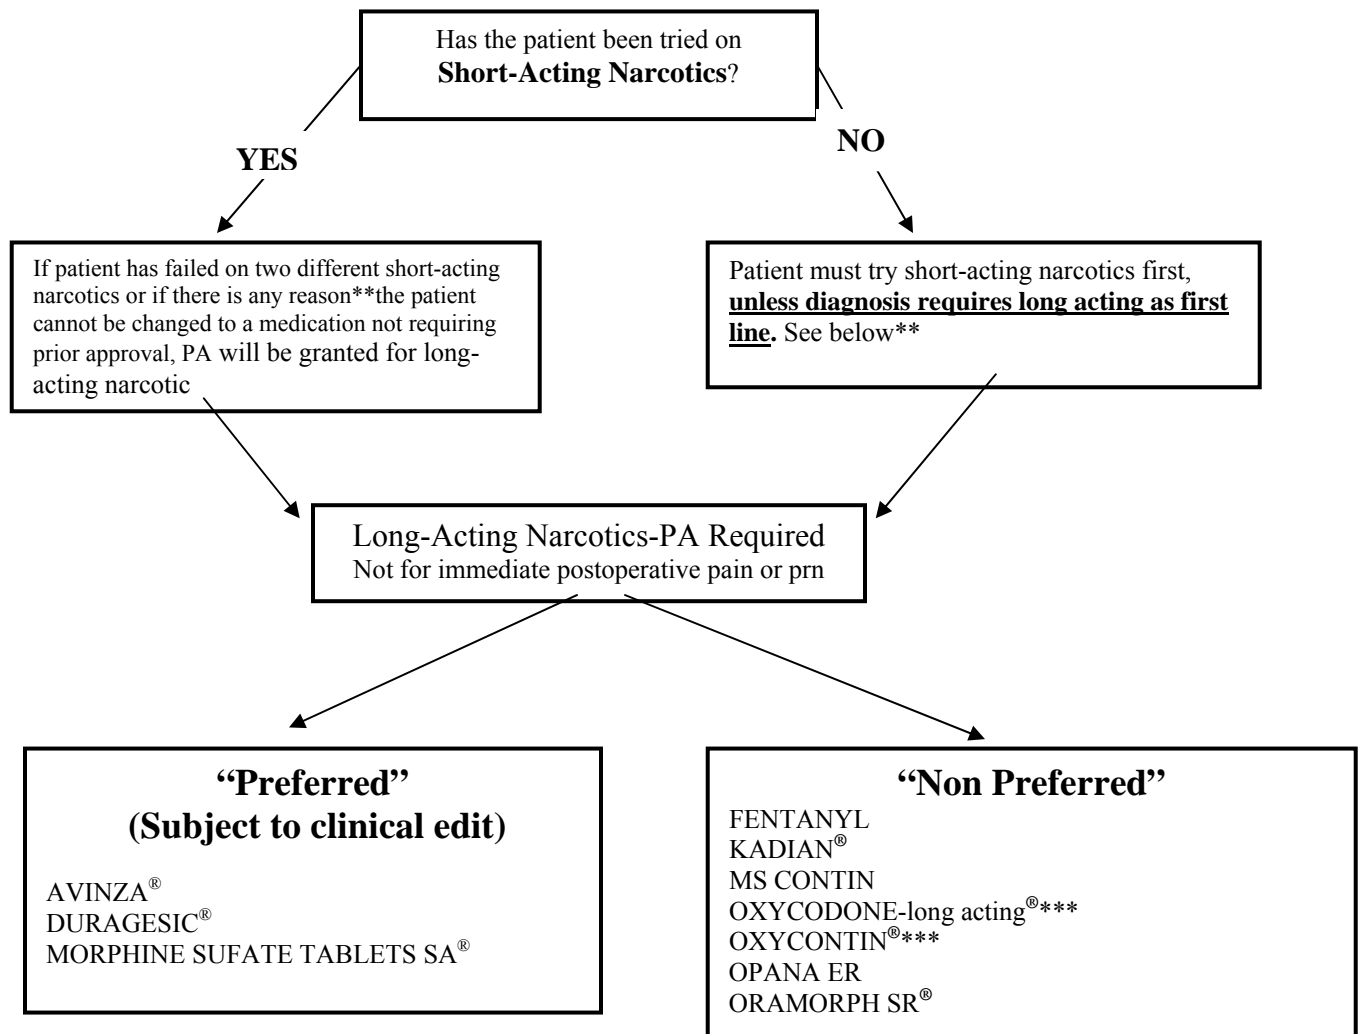 Has the patient been tried on
Short-Acting Narcotics?
YES
NO
If patient has failed on two different short-acting
narcotics or if there is any reason**the patient
cannot be changed to a medication not requiring
prior approval, PA will be granted for long-
acting narcotic
Patient must try short-acting narcotics first,
unless diagnosis requires long acting as first
line. See below**
Long-Acting Narcotics-PA Required
Not for immediate postoperative pain or prn
“Preferred”
(Subject to clinical edit)
AVINZA®
DURAGESIC®
MORPHINE SUFATE TABLETS SA®
“Non Preferred”
FENTANYL
KADIAN®
MS CONTIN
OXYCODONE-long acting®***
OXYCONTIN®***
OPANA ER
ORAMORPH SR®